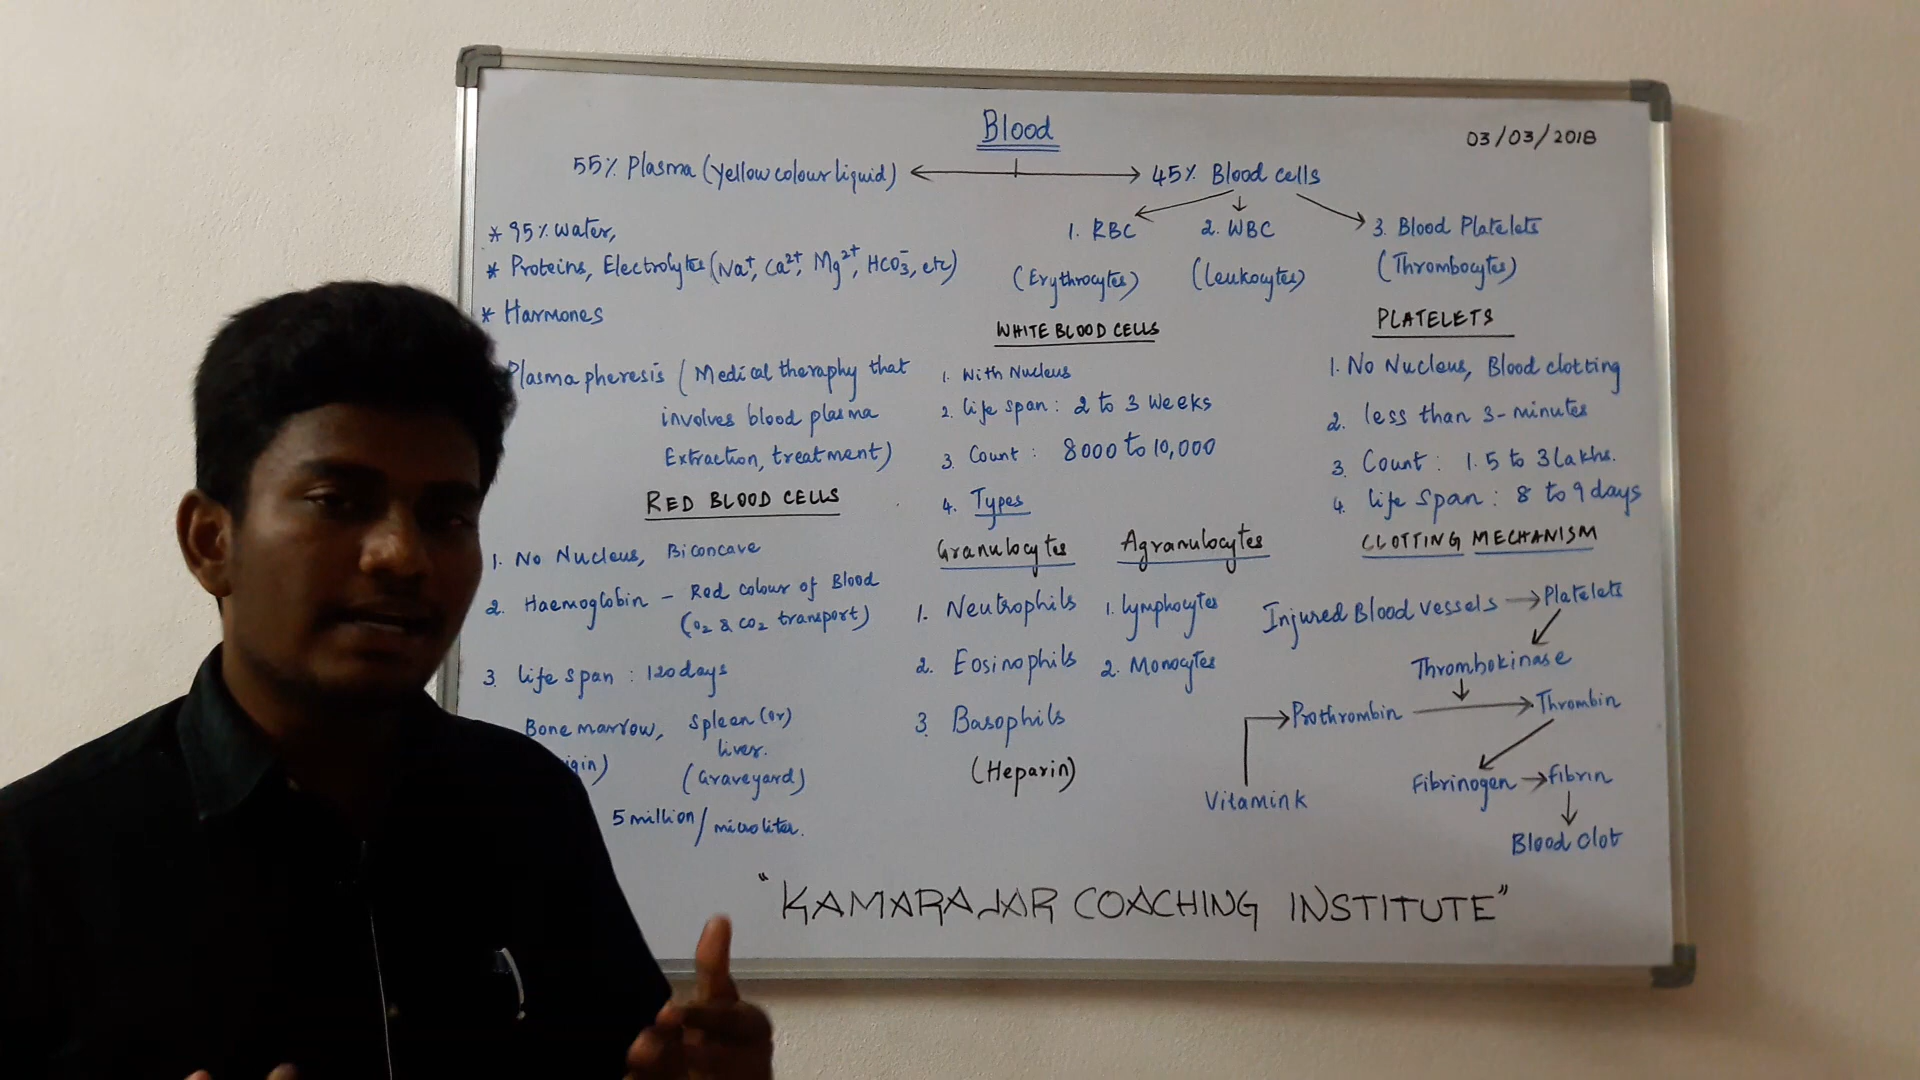 Blood
03/03/2018
55% Plasma (Yellow colour liquid)
45% Blood cells
* 95% water,
* Proteins, Electrolytes (Na+, Ca2+, Mg2+, HCO3-, etc)
* Harmones
Plasma pheresis (Medical theraphy that
involves blood plasma
Extraction, treatment)
RED BLOOD CELLS
1. No Nucleus, Biconcave
2. Haemoglobin - Red colour of Blood
(O2 & CO2 transport)
3. life span : 120 days
Bone marrow, Spleen (or)
liver.
(Graveyard)
5 million/microliter.
1. RBC
(Erythrocytes)
2. WBC
(Leukocytes)
3. Blood Platelets
(Thrombocytes)
WHITE BLOOD CELLS
1. With Nucleus
2. life span : 2 to 3 weeks
3. Count : 8000 to 10,000
4. Types
Granulocytes
1. Neutrophils
2. Eosinophils
3. Basophils
(Heparin)
Agranulocytes
1. lymphocytes
2. Monocytes
PLATELETS
1. No Nucleus, Blood clotting
2. less than 3-minutes
3. Count : 1.5 to 3 lakhs.
4. life span : 8 to 9 days
CLOTTING MECHANISM
Injured Blood vessels → Platelets
Thrombokinase
Prothrombin → Thrombin
Fibrinogen → fibrin
Vitamin K
Blood Clot
"KAMARAJAR COACHING INSTITUTE"